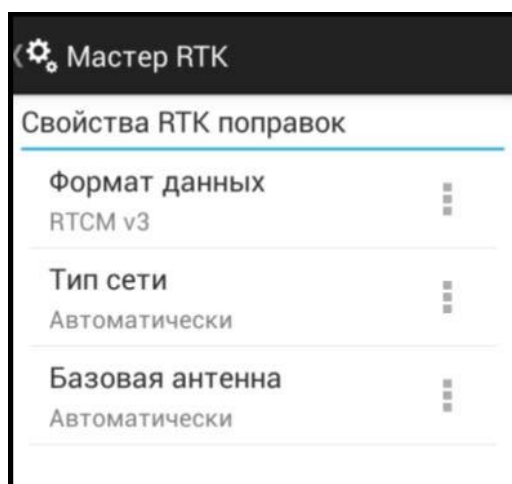 Мастер RTK
Свойства RTK поправок
Формат данных
RTCM v3
Тип сети
Автоматически
Базовая антенна
Автоматически